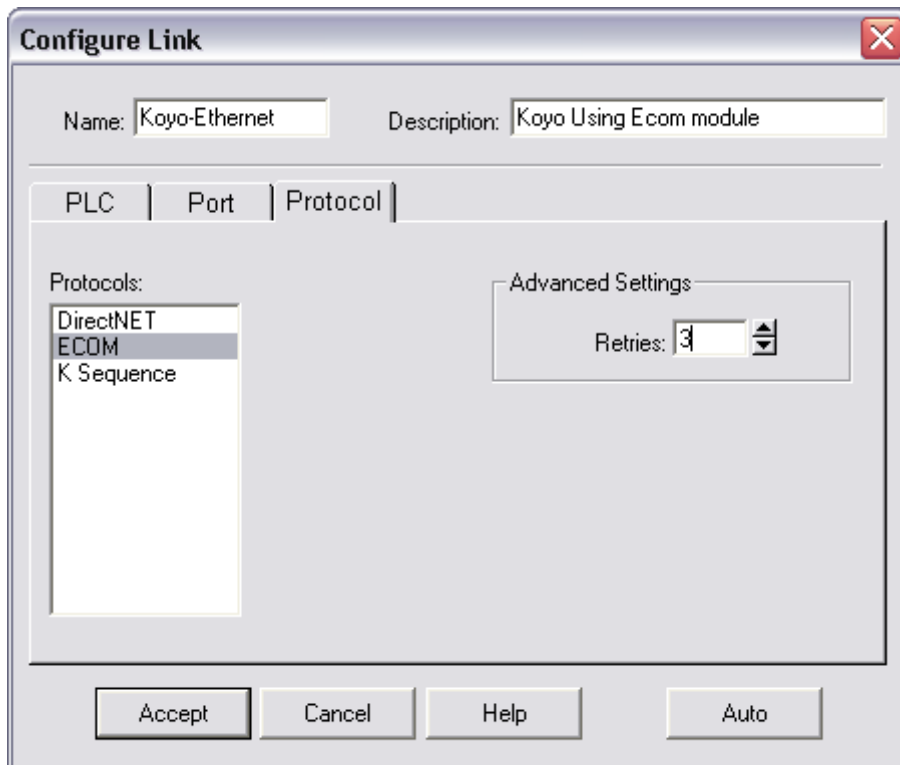 Configure Link
Name: Koyo-Ethernet Description: Koyo Using Ecom module
PLC Port Protocol
Protocols:
DirectNET
ECOM
K Sequence
Advanced Settings
Retries: 3
Accept Cancel Help Auto